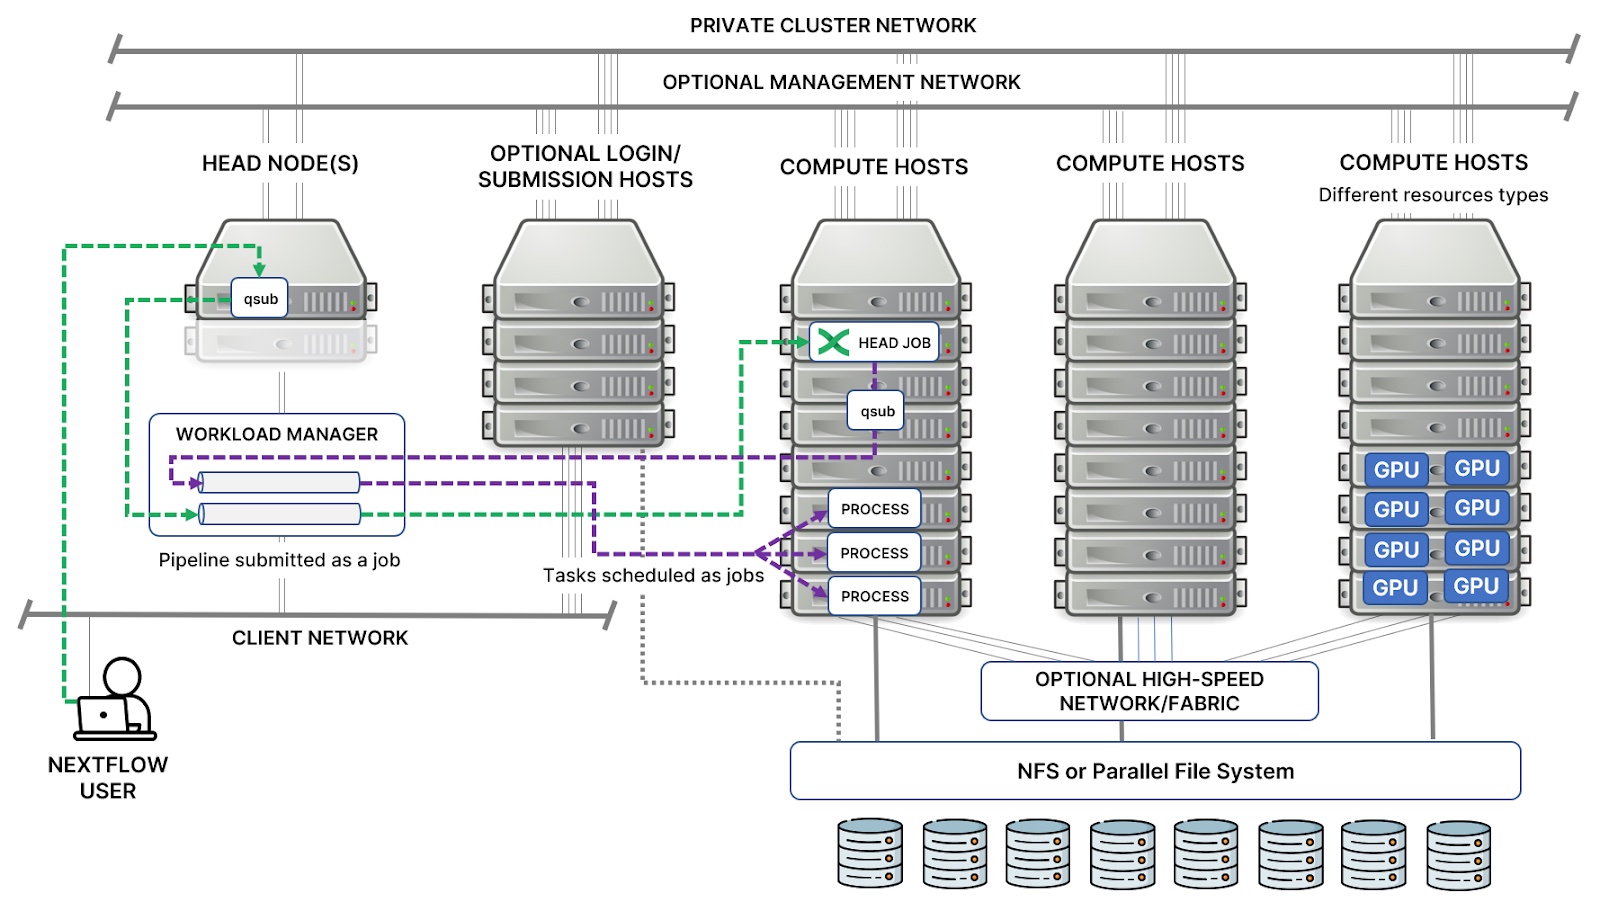 PRIVATE CLUSTER NETWORK
OPTIONAL MANAGEMENT NETWORK
HEAD NODE(S)
OPTIONAL LOGIN/
SUBMISSION HOSTS
COMPUTE HOSTS
COMPUTE HOSTS
COMPUTE HOSTS
Different resources types
qsub
HEAD JOB
qsub
WORKLOAD MANAGER
Pipeline submitted as a job
Tasks scheduled as jobs
PROCESS
PROCESS
PROCESS
GPU GPU
GPU GPU
GPU GPU
GPU GPU
CLIENT NETWORK
OPTIONAL HIGH-SPEED
NETWORK/FABRIC
NEXTFLOW
USER
NFS or Parallel File System